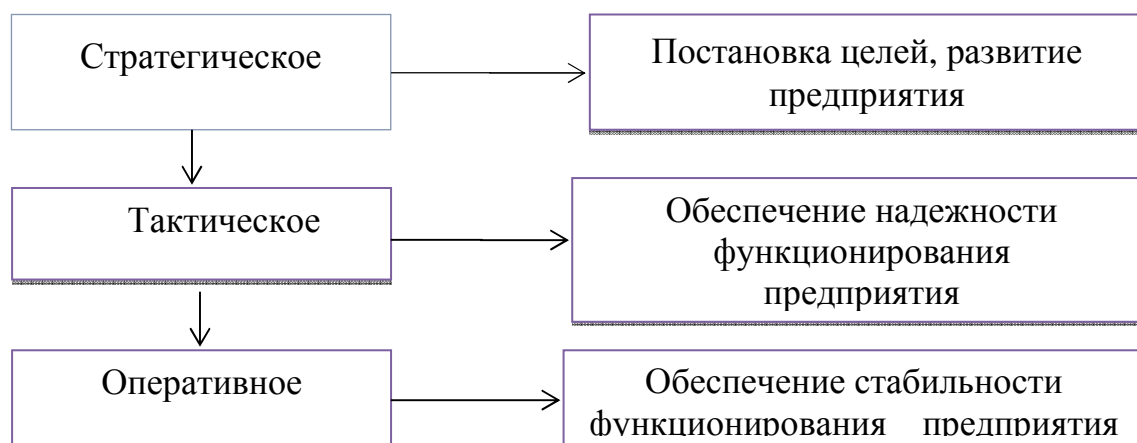 Стратегическое
Постановка целей, развитие
предприятия
Тактическое
Обеспечение надежности
функционирования
предприятия
Оперативное
Обеспечение стабильности
функционирования предприятия